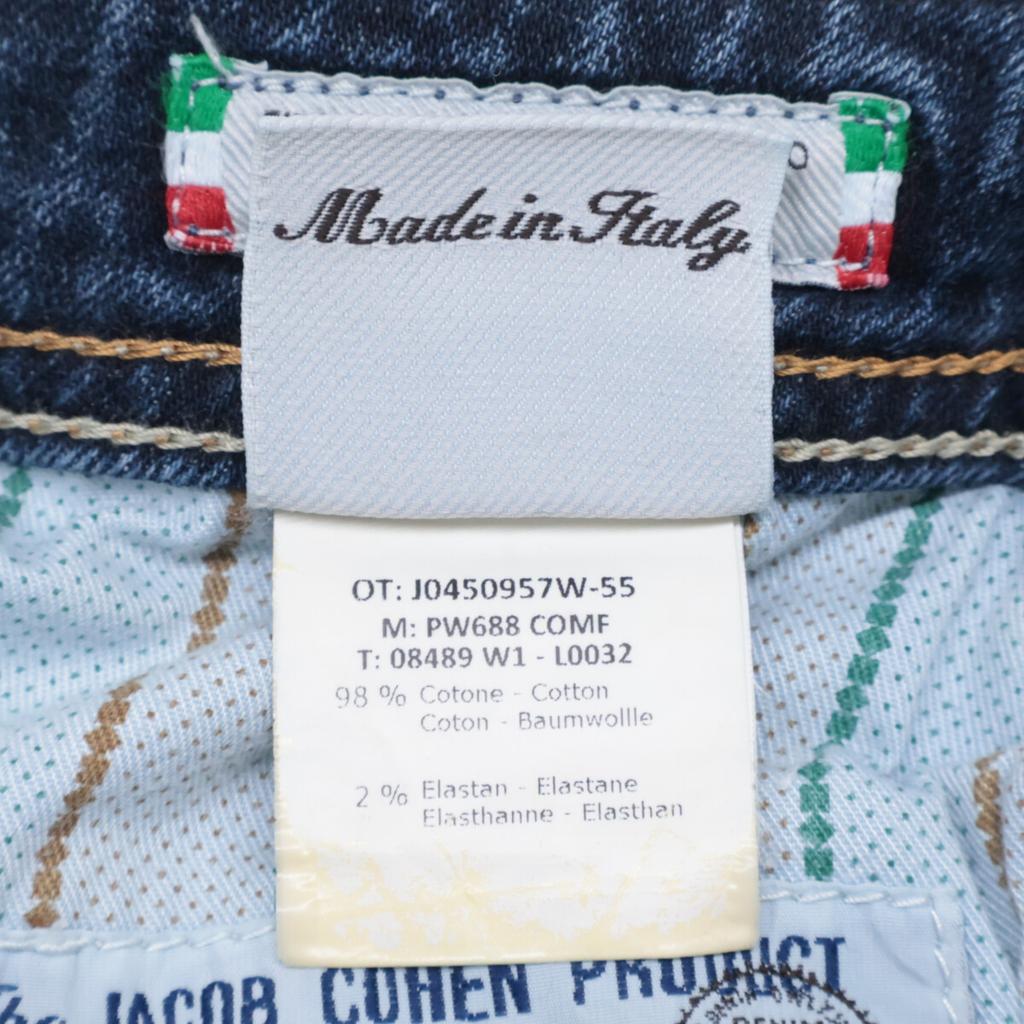 Made in Italy
OT: J0450957W-55
M: PW688 COMF
T: 08489 W1 - L0032
98 % Cotone - Cotton
Coton - Baumwollle
2 % Elastan - Elastane
Elasthanne - Elasthan
The JACOB COHEN PRODUCT